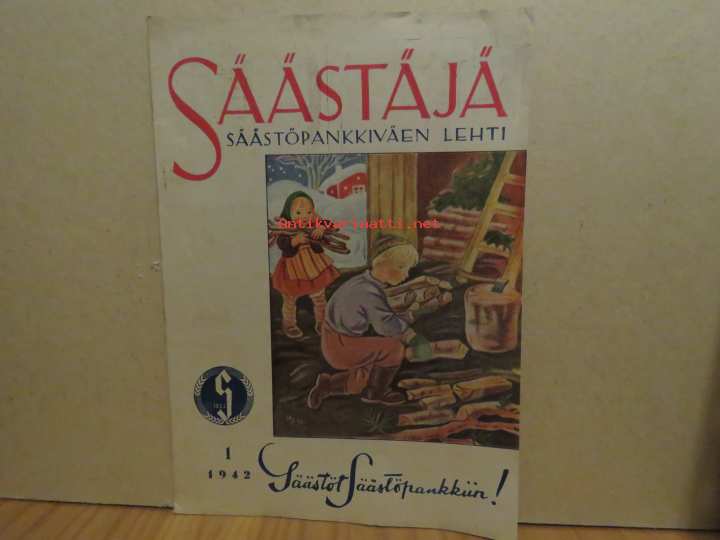 SÄÄSTÄJÄ
SÄÄSTÖPANKKIVÄEN LEHTI
Antikvariaatti.net
S
1
1942
Säästöt Säästöpankkiin!